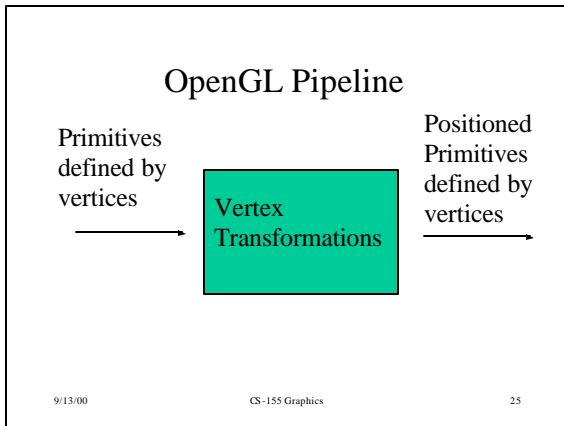 OpenGL Pipeline
Primitives
defined by
vertices
Vertex
Transformations
Positioned
Primitives
defined by
vertices
9/13/00
CS-155 Graphics
25